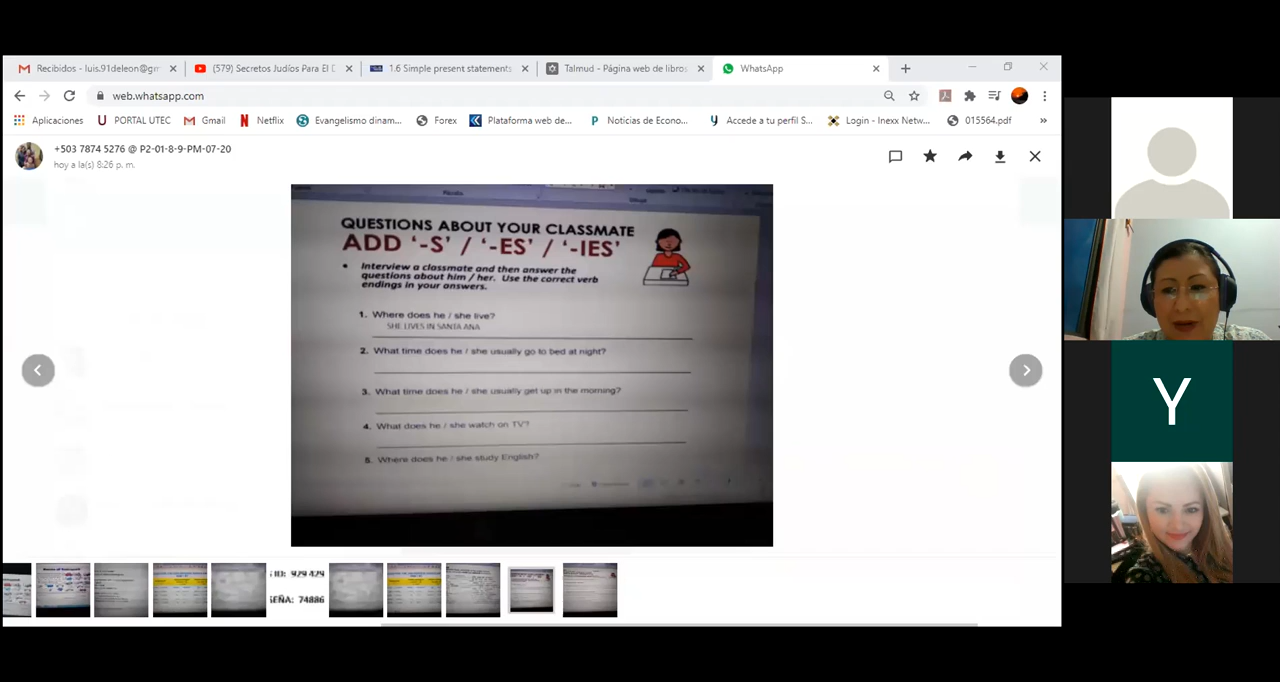 Recibidos - luis.91deleon@gm
(579) Secretos Judíos Para El D
1.6 Simple present statements
Talmud - Página web de libros
WhatsApp
web.whatsapp.com
Aplicaciones
PORTAL UTEC
Gmail
Netflix
Evangelismo dinam...
Forex
Plataforma web de...
Noticias de Econo...
Accede a tu perfil S...
Login - Inexx Netw...
015564.pdf
+503 7874 5276 @ P2-01-8-9-PM-07-20
hoy a la(s) 8:26 p. m.
QUESTIONS ABOUT YOUR CLASSMATE
ADD '-S' / '-ES' / '-IES'
• Interview a classmate and then answer the
questions about him / her. Use the correct verb
endings in your answers.
1. Where does he / she live?
SHE LIVES IN SANTA ANA
2. What time does he / she usually go to bed at night?
3. What time does he / she usually get up in the morning?
4. What does he / she watch on TV?
5. Where does he / she study English?
ID: 929 429
SEÑA: 74886
Y